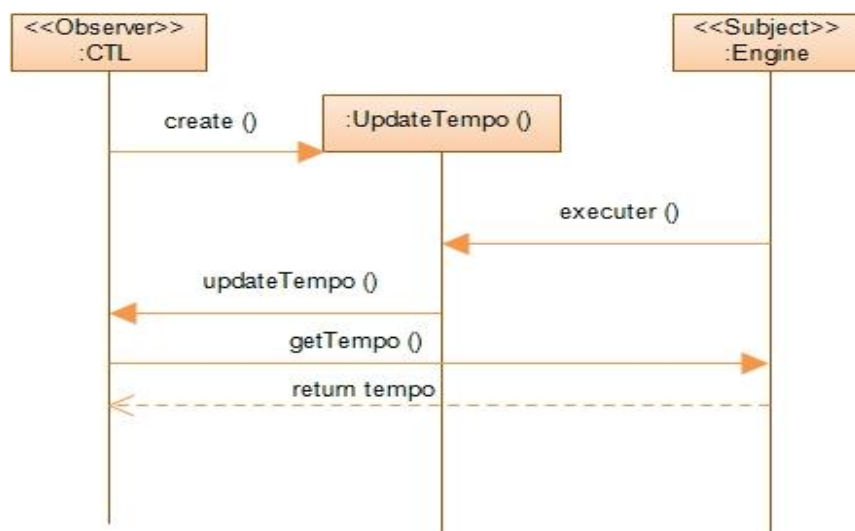 <<Observer>>
:CTL
<<Subject>>
:Engine
create ()
:UpdateTempo ()
executer ()
updateTempo ()
getTempo ()
return tempo